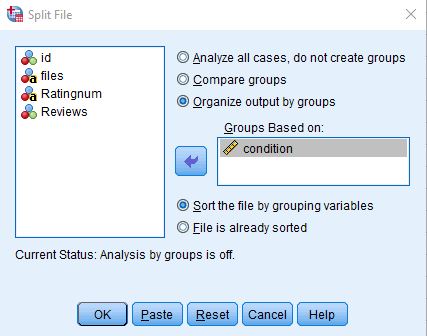 Split File
id
files
Ratingnum
Reviews
Analyze all cases, do not create groups
Compare groups
Organize output by groups
Groups Based on:
condition
Sort the file by grouping variables
File is already sorted
Current Status: Analysis by groups is off.
OK Paste Reset Cancel Help